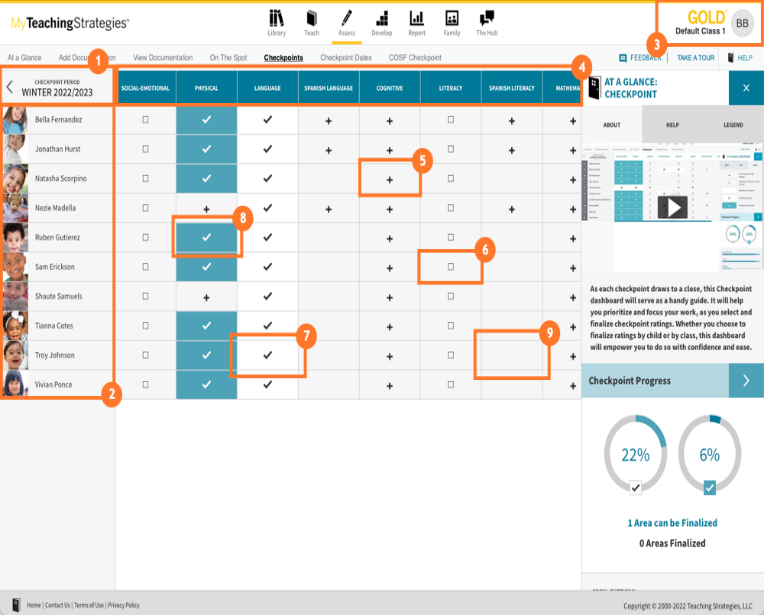 MyTeachingStrategies®
Library
Teach
Assess
Develop
Report
Family
The Hub
GOLD®
Default Class 1
BB
3
At a Glance
Add Documentation
View Documentation
On The Spot
Checkpoints
Checkpoint Dates
COSF Checkpoint
FEEDBACK
TAKE A TOUR
HELP
1
CHECKPOINT PERIOD
WINTER 2022/2023
SOCIAL-EMOTIONAL
PHYSICAL
LANGUAGE
SPANISH LANGUAGE
COGNITIVE
LITERACY
SPANISH LITERACY
MATHEMA
4
Bella Fernandez
Jonathan Hurst
5
Natasha Scorpino
Nezie Madella
8
Ruben Gutierez
6
Sam Erickson
Shaute Samuels
Tianna Cotes
7
9
Troy Johnson
Vivian Ponce
2
AT A GLANCE:
CHECKPOINT
X
ABOUT
HELP
LEGEND
As each checkpoint draws to a close, this Checkpoint
dashboard will serve as a handy guide. It will help
you prioritize and focus your work, as you select and
finalize checkpoint ratings. Whether you choose to
finalize ratings by child or by class, this dashboard
will empower you to do so with confidence and ease.
Checkpoint Progress
22%
6%
1 Area can be Finalized
0 Areas Finalized
Home | Contact Us | Terms of Use | Privacy Policy
Copyright © 2000-2022 Teaching Strategies, LLC